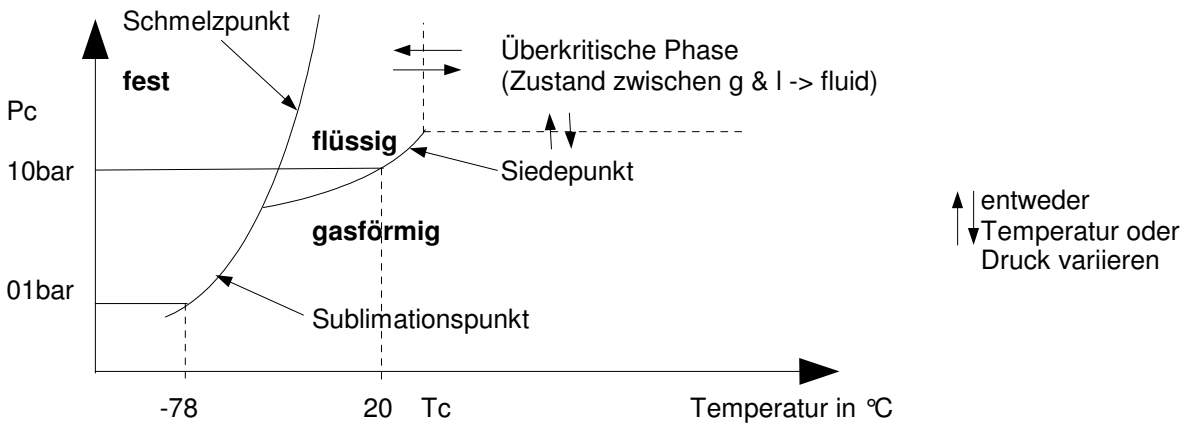 Schmelzpunkt
Überkritische Phase
(Zustand zwischen g & l -> fluid)
fest
Pc
flüssig
10bar
Siedepunkt
entweder
Temperatur oder
Druck variieren
gasförmig
01bar
Sublimationspunkt
-78
20
Tc
Temperatur in °C